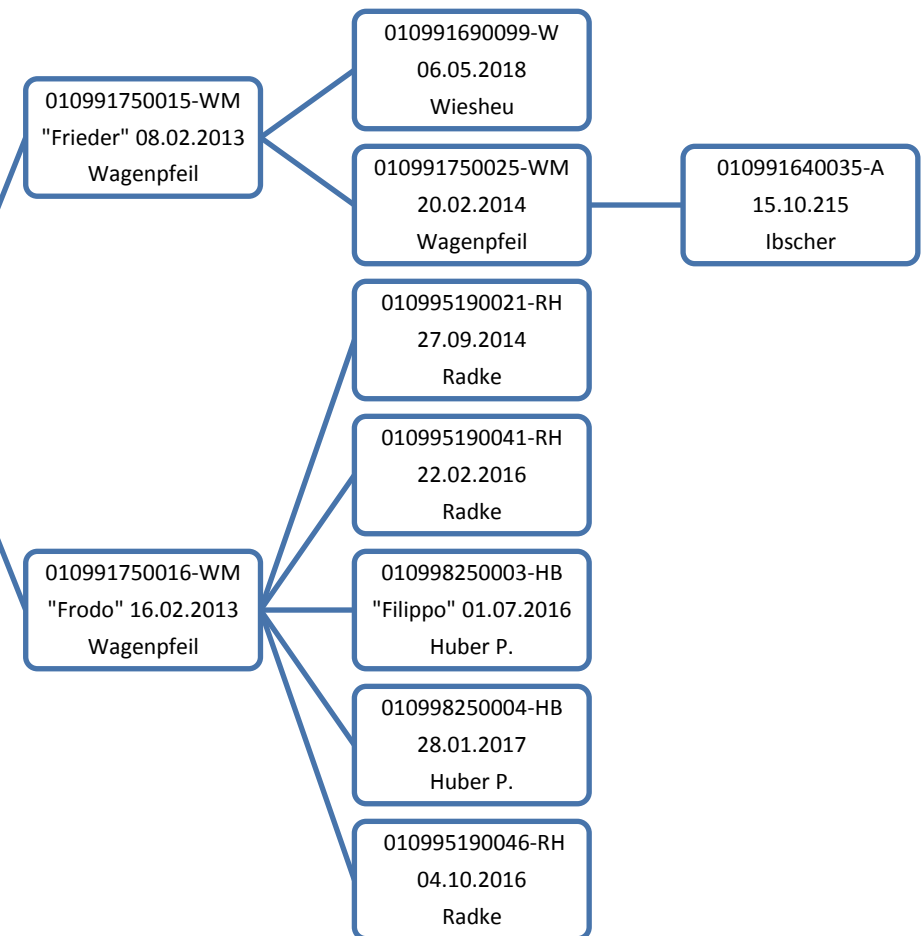 010991750015-WM
"Frieder" 08.02.2013
Wagenpfeil
010991690099-W
06.05.2018
Wiesheu
010991750025-WM
20.02.2014
Wagenpfeil
010991640035-A
15.10.215
Ibscher
010991750016-WM
"Frodo" 16.02.2013
Wagenpfeil
010995190021-RH
27.09.2014
Radke
010995190041-RH
22.02.2016
Radke
010998250003-HB
"Filippo" 01.07.2016
Huber P.
010998250004-HB
28.01.2017
Huber P.
010995190046-RH
04.10.2016
Radke